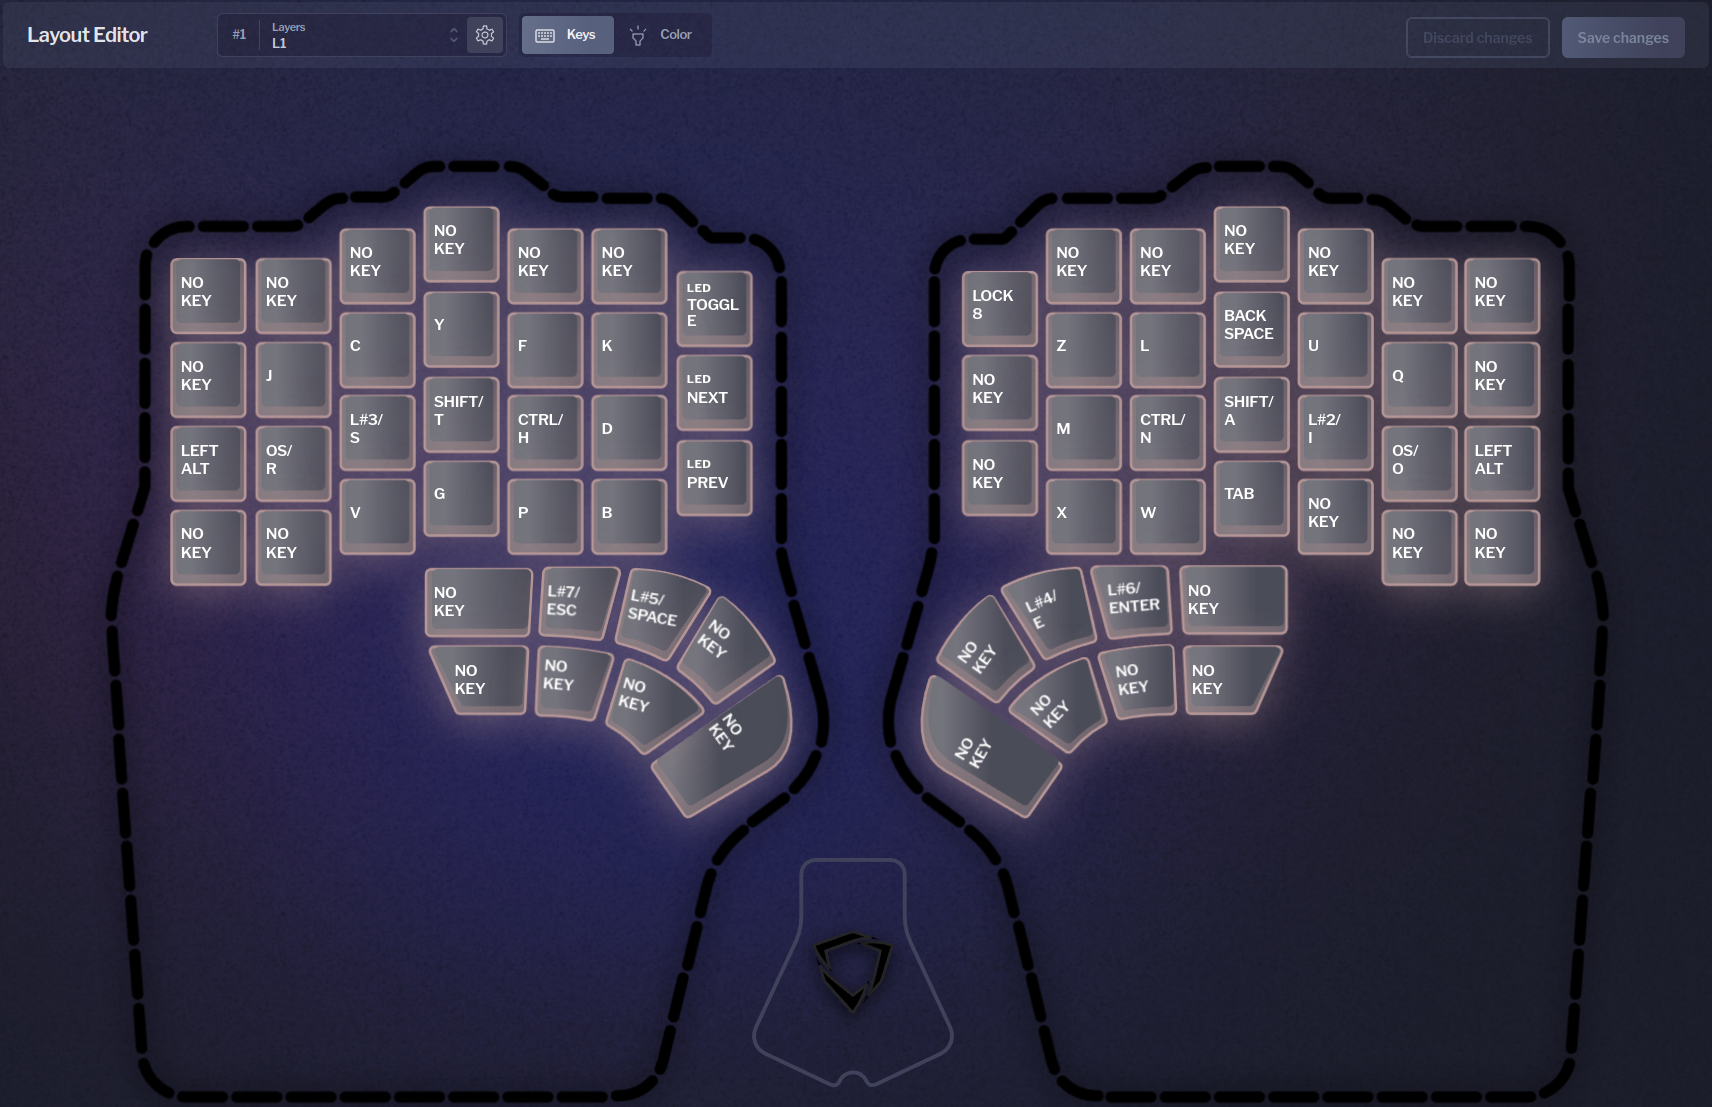 Layout Editor
#1
Layers
L1
Keys
Color
Discard changes
Save changes
NO
KEY
NO
KEY
NO
KEY
NO
KEY
NO
KEY
NO
KEY
LED
TOGGL
E
NO
KEY
J
C
Y
F
K
LED
NEXT
LEFT
ALT
OS/
R
L#3/
S
SHIFT/
T
CTRL/
H
D
LED
PREV
NO
KEY
NO
KEY
V
G
P
B
NO
KEY
L#7/
ESC
L#5/
SPACE
NO
KEY
NO
KEY
NO
KEY
NO
KEY
NO
KEY
LOCK
8
NO
KEY
NO
KEY
NO
KEY
NO
KEY
NO
KEY
NO
KEY
NO
KEY
Z
L
BACK
SPACE
U
Q
NO
KEY
NO
KEY
M
CTRL/
N
SHIFT/
A
L#2/
I
OS/
O
LEFT
ALT
X
W
TAB
NO
KEY
NO
KEY
NO
KEY
NO
KEY
L#4/
E
L#6/
ENTER
NO
KEY
NO
KEY
NO
KEY
NO
KEY
NO
KEY